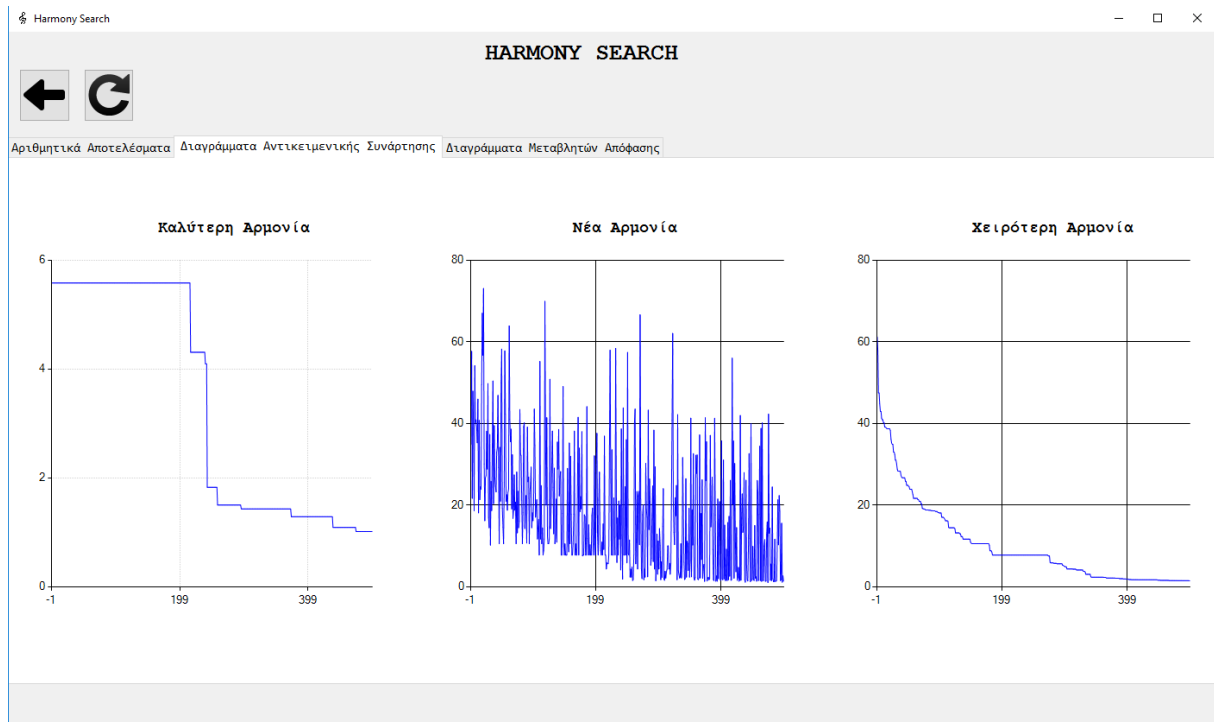 Harmony Search
HARMONY SEARCH
Αριθμητικά Αποτελέσματα Διαγράμματα Αντικειμενικής Συνάρτησης Διαγράμματα Μεταβλητών Απόφασης
Καλύτερη Αρμονία
6
4
2
0
-1 199 399
Νέα Αρμονία
80
60
40
20
0
-1 199 399
Χειρότερη Αρμονία
80
60
40
20
0
-1 199 399